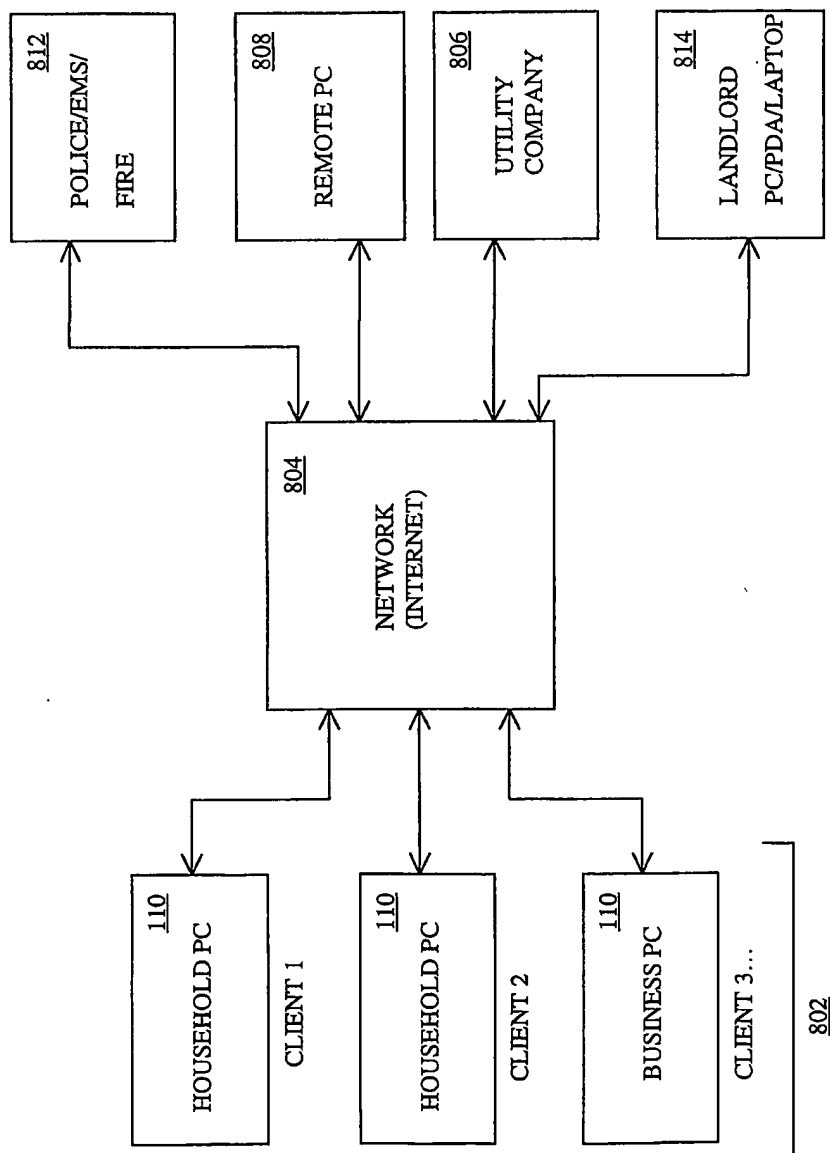 110
HOUSEHOLD PC
CLIENT 1
110
HOUSEHOLD PC
CLIENT 2
110
BUSINESS PC
CLIENT 3...
802
804
NETWORK
(INTERNET)
812
POLICE/EMS/
FIRE
808
REMOTE PC
806
UTILITY
COMPANY
814
LANDLORD
PC/PDA/LAPTOP